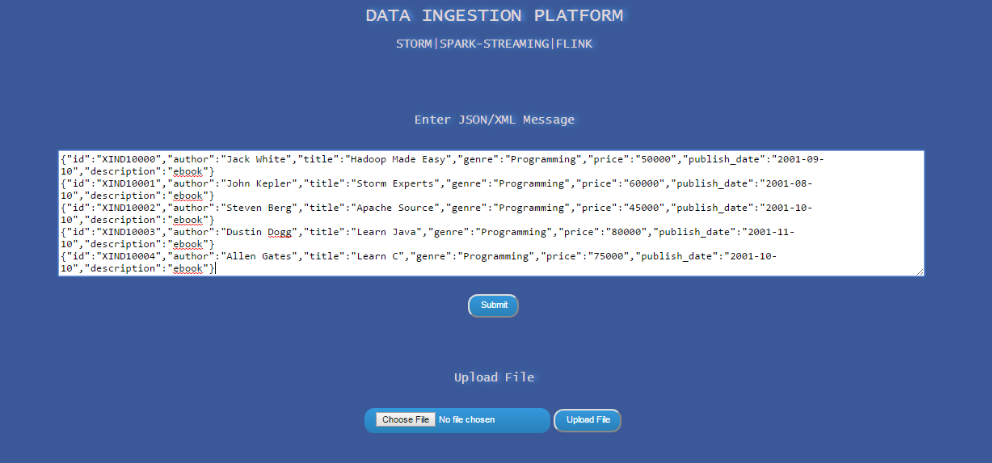 DATA INGESTION PLATFORM
STORM|SPARK-STREAMING|FLINK
Enter JSON/XML Message
{"id":"XIND10000","author":"Jack White","title":"Hadoop Made Easy","genre":"Programming","price":"50000","publish_date":"2001-09-
10","description":"ebook"}
{"id":"XIND10001","author":"John Kepler","title":"Storm Experts","genre":"Programming","price":"60000","publish_date":"2001-08-
10","description":"ebook"}
{"id":"XIND10002","author":"Steven Berg","title":"Apache Source","genre":"Programming","price":"45000","publish_date":"2001-10-
10","description":"ebook"}
{"id":"XIND10003","author":"Dustin Dogg","title":"Learn Java","genre":"Programming","price":"80000","publish_date":"2001-11-
10","description":"ebook"}
{"id":"XIND10004","author":"Allen Gates","title":"Learn C","genre":"Programming","price":"75000","publish_date":"2001-10-
10","description":"ebook"}
Submit
Upload File
Choose File No file chosen Upload File